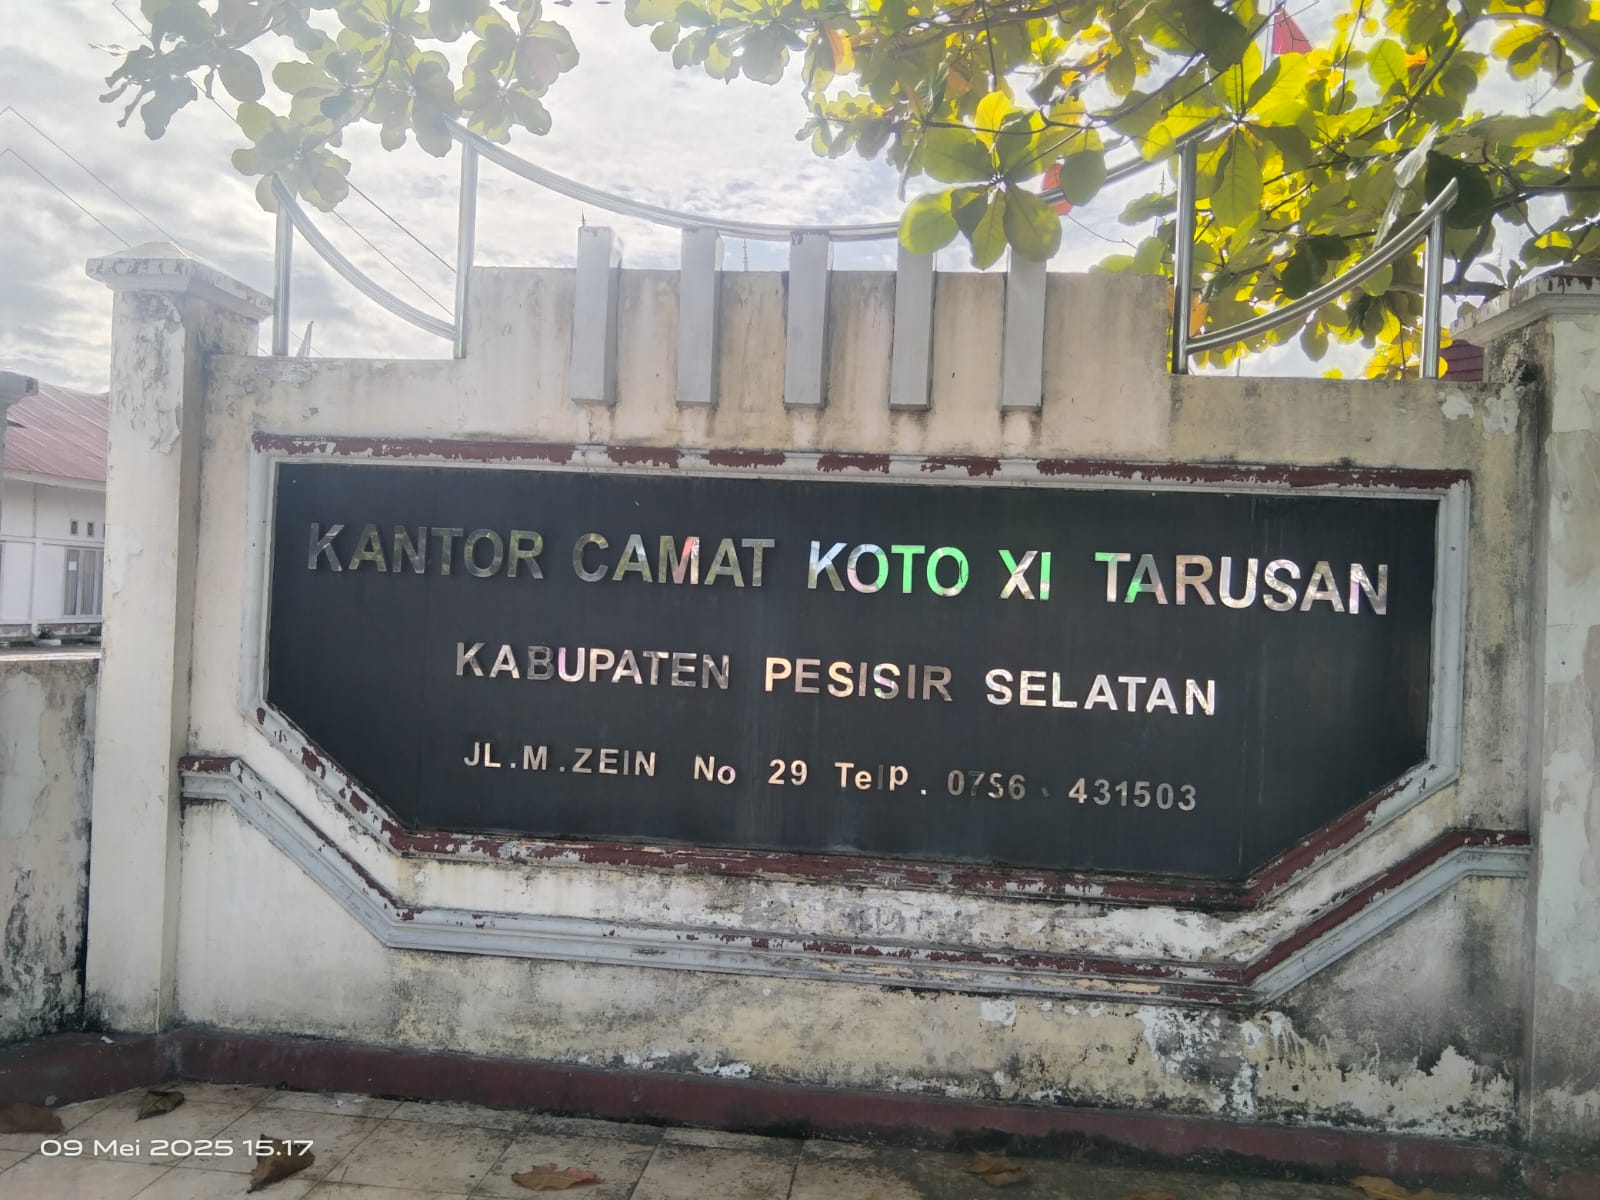 KANTOR CAMAT KOTO XI TARUSAN
KABUPATEN PESISIR SELATAN
JL.M.ZEIN No 29 Telp. 0756 - 431503
09 Mei 2025 15.17